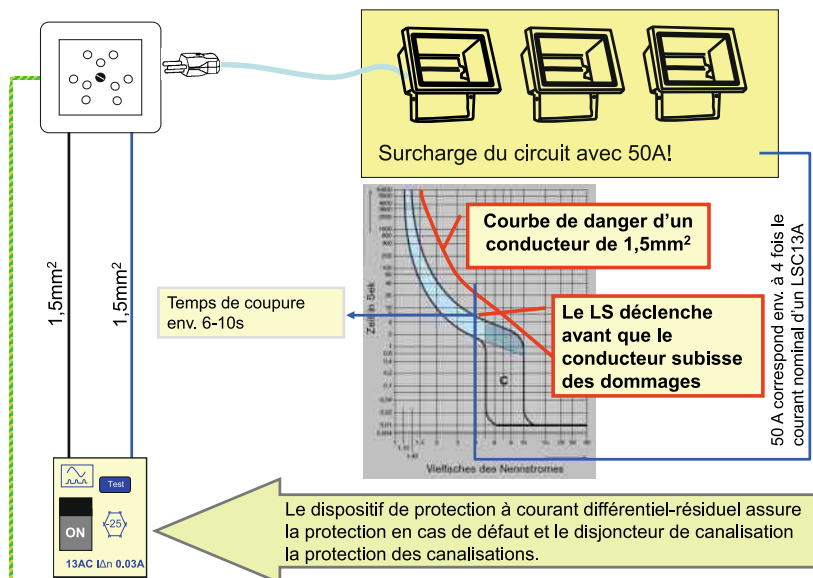 Surcharge du circuit avec 50A!
Courbe de danger d'un
conducteur de 1,5mm²
Temps de coupure
env. 6-10s
Le LS déclenche
avant que le
conducteur subisse
des dommages
1,5mm²
1,5mm²
50 A correspond env. à 4 fois le
courant nominal d'un LSC13A
Zeit in Sek
C
Vielfaches des Nennstromes
Test
ON
-25
13AC I∆n 0.03A
Le dispositif de protection à courant différentiel-résiduel assure
la protection en cas de défaut et le disjoncteur de canalisation
la protection des canalisations.